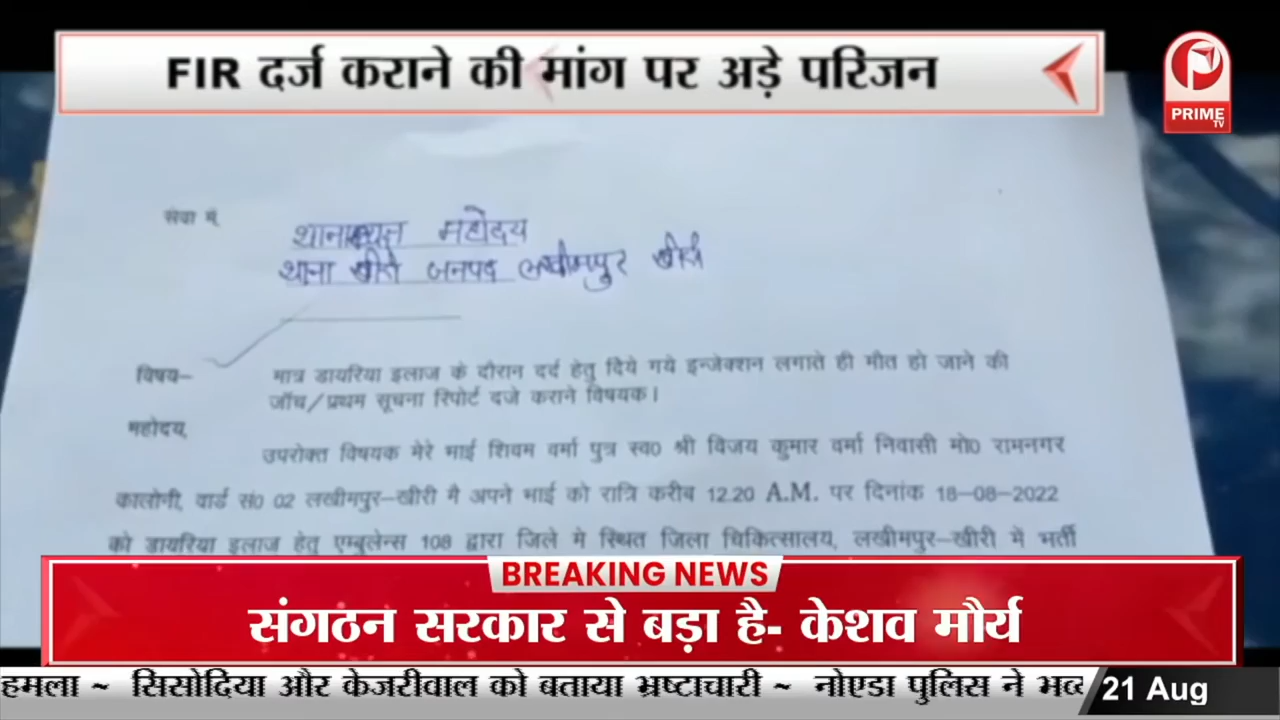 FIR दर्ज कराने की मांग पर अड़े परिजन
PRIME
TV
सेवा में
महोदय
थाना खीरी जनपद लखीमपुर खीरी
विषय–
मात्र डायरिया इलाज के दौरान दर्द हेतु दिये गये इन्जेक्शन लगाते ही मौत हो जाने की
जॉच/प्रथम सूचना रिपोर्ट दर्ज कराने विषयक।
महोदय,
उपरोक्त विषयक मेरे भाई शिवम वर्मा पुत्र स्व0 श्री विजय कुमार वर्मा निवासी मो0 रामनगर
कालोनी, वार्ड सं0 02 लखीमपुर–खीरी मै अपने भाई को रात्रि करीब 12.20 A.M. पर दिनांक 18–08–2022
को डायरिया इलाज हेतु एम्बुलेन्स 108 द्वारा जिले मे स्थित जिला चिकित्सालय, लखीमपुर–खीरी में भर्ती
BREAKING NEWS
संगठन सरकार से बड़ा है- केशव मौर्य
हमला ~ सिसोदिया और केजरीवाल को बताया भ्रष्टाचारी ~ नोएडा पुलिस ने
21 Aug